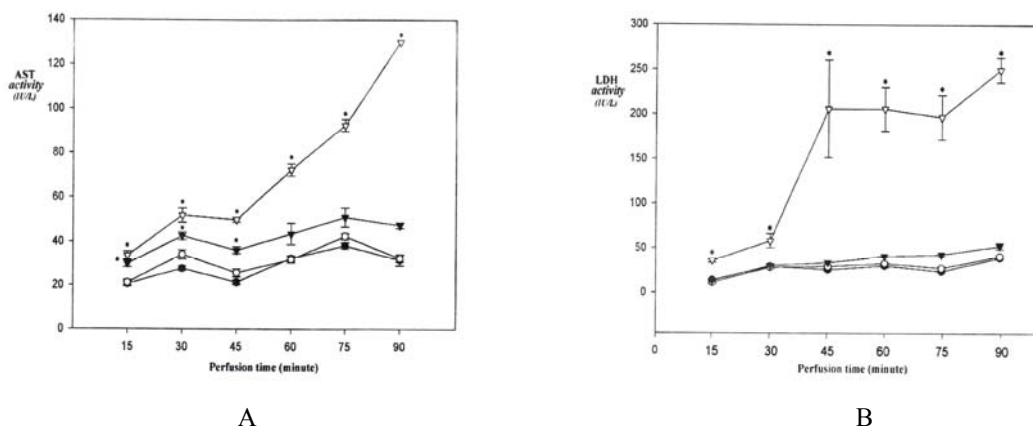 140
120
100
80
60
40
20
0
AST
activity
(IU/L)
* * * * * *
* * *
15 30 45 60 75 90
Perfusion time (minute)
A
300
250
200
150
100
50
0
LDH
activity
(IU/L)
* * * * * *
0 15 30 45 60 75 90
Perfusion time (minute)
B